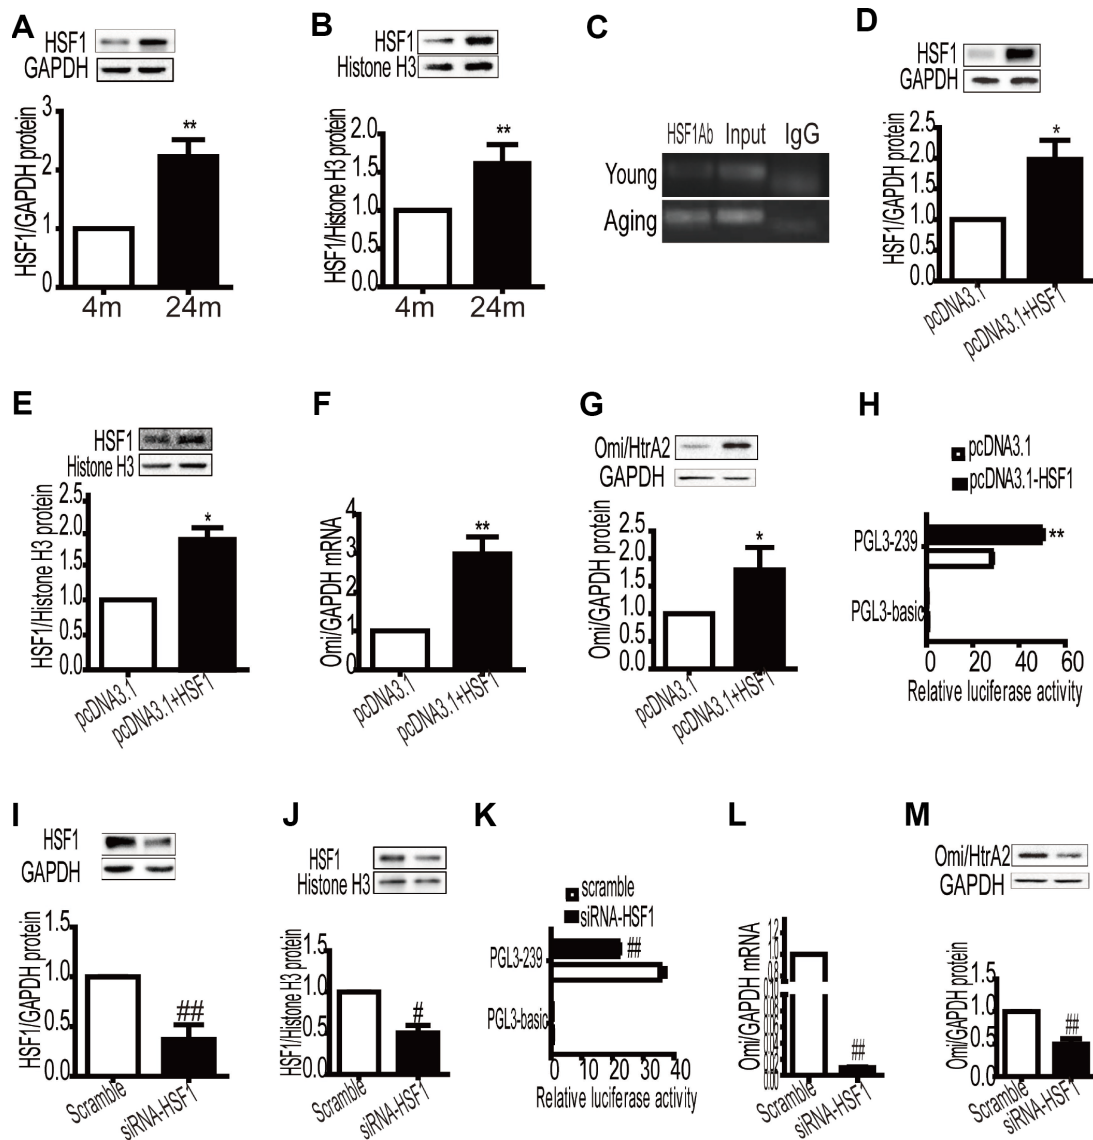 A
HSF1
GAPDH
HSF1/GAPDH protein
3
2
1
0
**
4m 24m
B
HSF1
Histone H3
HSF1/Histone H3 protein
2.0
1.5
1.0
0.5
0.0
**
4m 24m
C
HSF1Ab Input IgG
Young
Aging
D
HSF1
GAPDH
HSF1/GAPDH protein
2.5
2.0
1.5
1.0
0.5
0.0
*
pcDNA3.1
pcDNA3.1+HSF1
E
HSF1
Histone H3
HSF1/Histone H3 protein
2.5
2.0
1.5
1.0
0.5
0.0
*
pcDNA3.1
pcDNA3.1+HSF1
F
Omi/GAPDH mRNA
4
3
2
1
0
**
pcDNA3.1
pcDNA3.1+HSF1
G
Omi/HtrA2
GAPDH
Omi/GAPDH protein
2.5
2.0
1.5
1.0
0.5
0.0
*
pcDNA3.1
pcDNA3.1+HSF1
H
pcDNA3.1
pcDNA3.1-HSF1
PGL3-239
**
PGL3-basic
0 20 40 60
Relative luciferase activity
I
HSF1
GAPDH
HSF1/GAPDH protein
1.5
1.0
0.5
0.0
##
Scramble
siRNA-HSF1
J
HSF1
Histone H3
HSF1/Histone H3 protein
1.5
1.0
0.5
0.0
#
Scramble
siRNA-HSF1
K
scramble
siRNA-HSF1
PGL3-239
##
PGL3-basic
0 10 20 30 40
Relative luciferase activity
L
Omi/GAPDH mRNA
1.2
1.0
0.8
##
Scramble
siRNA-HSF1
M
Omi/HtrA2
GAPDH
Omi/GAPDH protein
1.5
1.0
0.5
0.0
##
Scramble
siRNA-HSF1